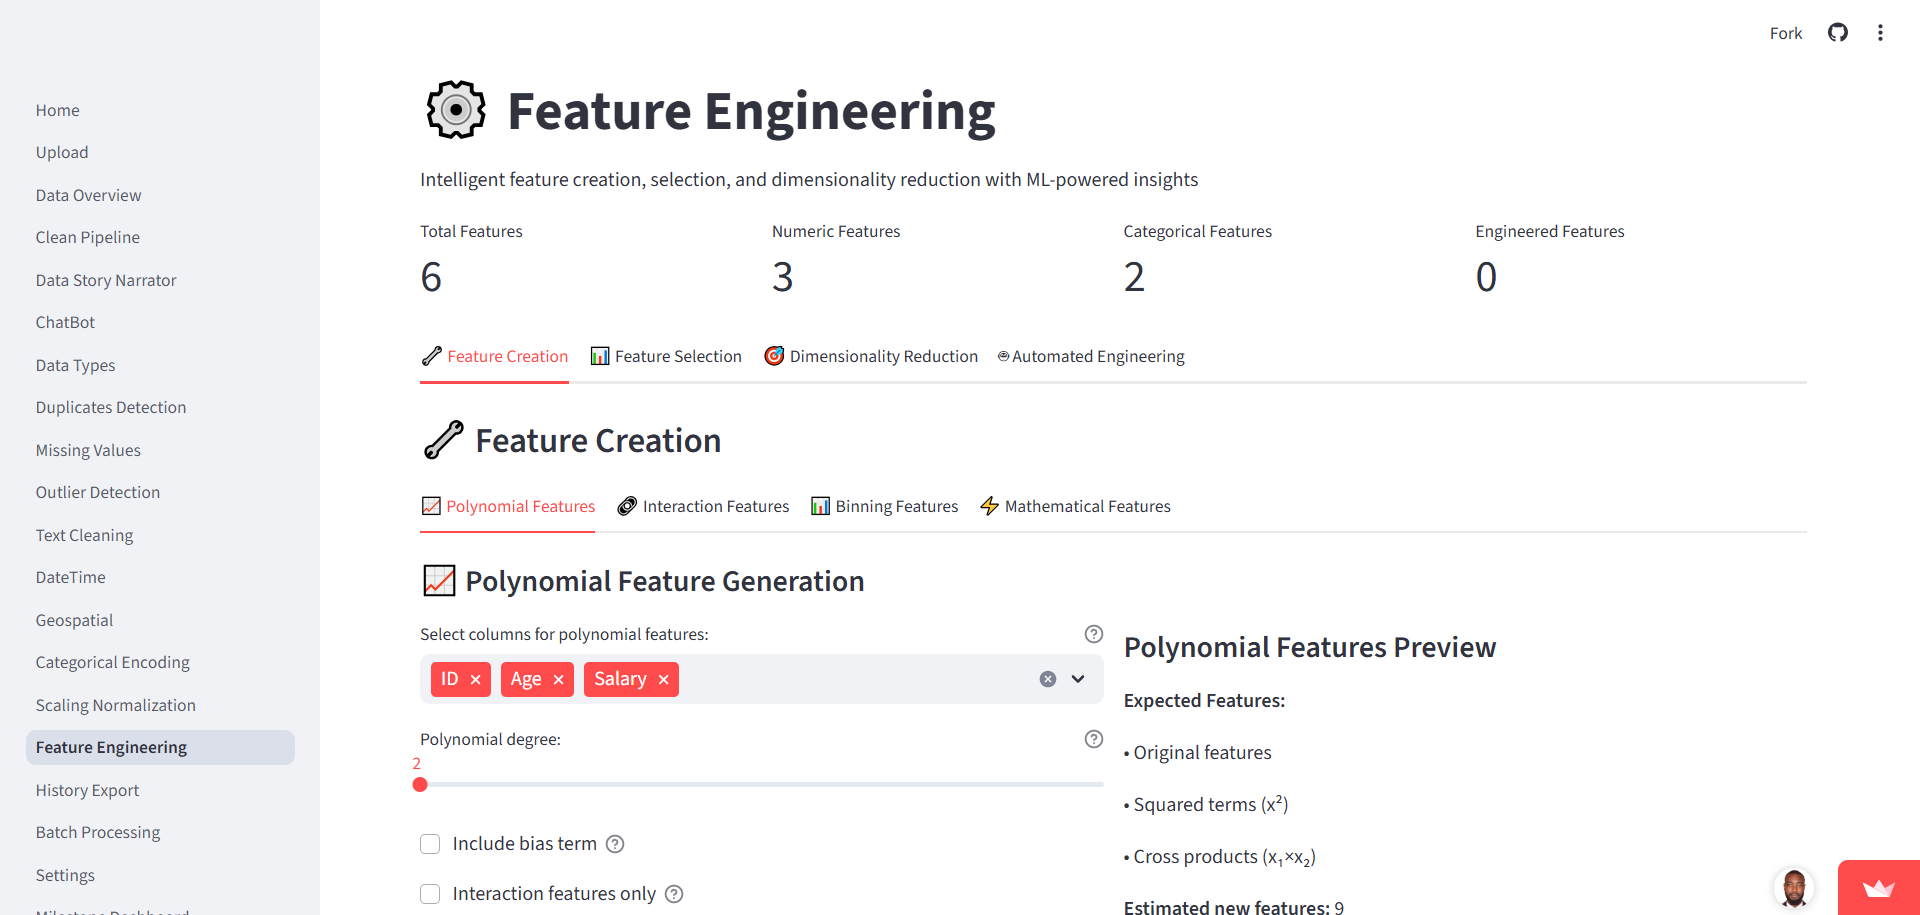 Fork
Home
Upload
Data Overview
Clean Pipeline
Data Story Narrator
ChatBot
Data Types
Duplicates Detection
Missing Values
Outlier Detection
Text Cleaning
DateTime
Geospatial
Categorical Encoding
Scaling Normalization
Feature Engineering
History Export
Batch Processing
Settings
Milestone Dashboard
Feature Engineering
Intelligent feature creation, selection, and dimensionality reduction with ML-powered insights
Total Features
6
Numeric Features
3
Categorical Features
2
Engineered Features
0
Feature Creation Feature Selection Dimensionality Reduction Automated Engineering
Feature Creation
Polynomial Features Interaction Features Binning Features Mathematical Features
Polynomial Feature Generation
Select columns for polynomial features:
ID Age Salary
Polynomial degree:
2
Include bias term
Interaction features only
Polynomial Features Preview
Expected Features:
• Original features
• Squared terms (x²)
• Cross products (x₁×x₂)
Estimated new features: 9